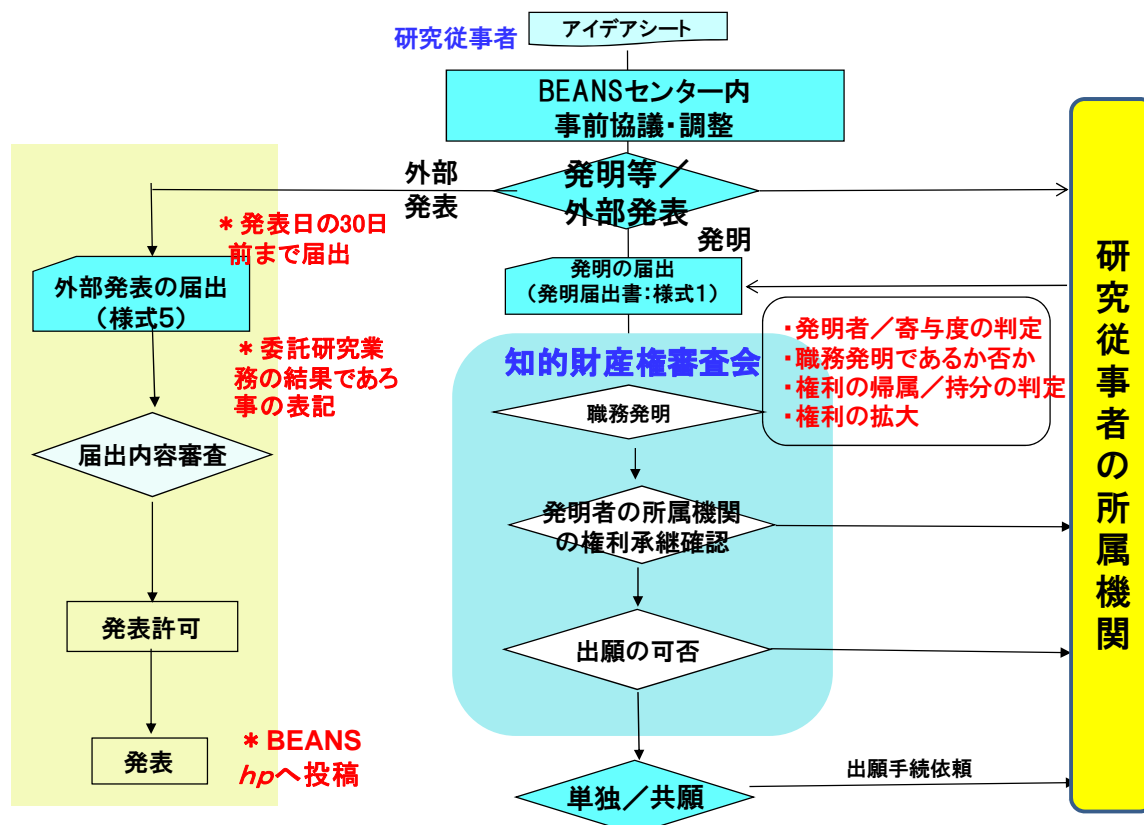 アイデアシート
研究従事者
BEANSセンター内
事前協議・調整
発明等／
外部発表
外部
発表
発明
＊発表日の30日
前まで届出
外部発表の届出
（様式5）
発明の届出
（発明届出書：様式1）
・発明者／寄与度の判定
・職務発明であるか否か
・権利の帰属／持分の判定
・権利の拡大
＊委託研究業
務の結果であろ
事の表記
知的財産権審査会
職務発明
届出内容審査
発明者の所属機関
の権利承継確認
発表許可
出願の可否
発表
＊BEANS
hpへ投稿
単独／共願
出願手続依頼
研究従事者の所属機関